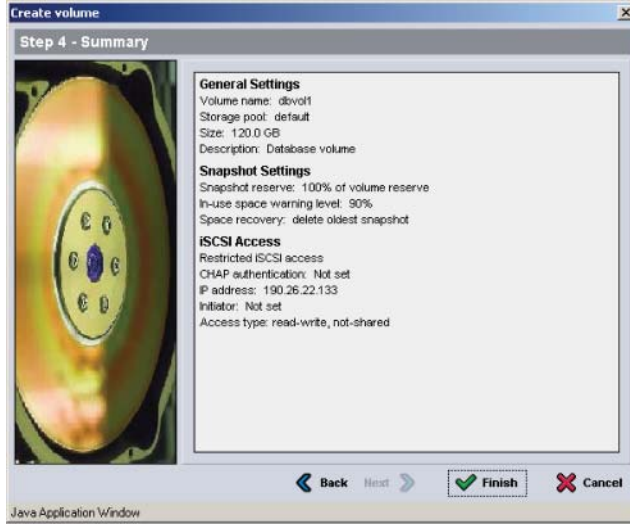 Create volume
Step 4 - Summary
General Settings
Volume name: dbvol1
Storage pool: default
Size: 120.0 GB
Description: Database volume
Snapshot Settings
Snapshot reserve: 100% of volume reserve
In-use space warning level: 90%
Space recovery: delete oldest snapshot
iSCSI Access
Restricted iSCSI access
CHAP authentication: Not set
IP address: 190.26.22.133
Initiator: Not set
Access type: read-write, not-shared
Back Next Finish Cancel
Java Application Window